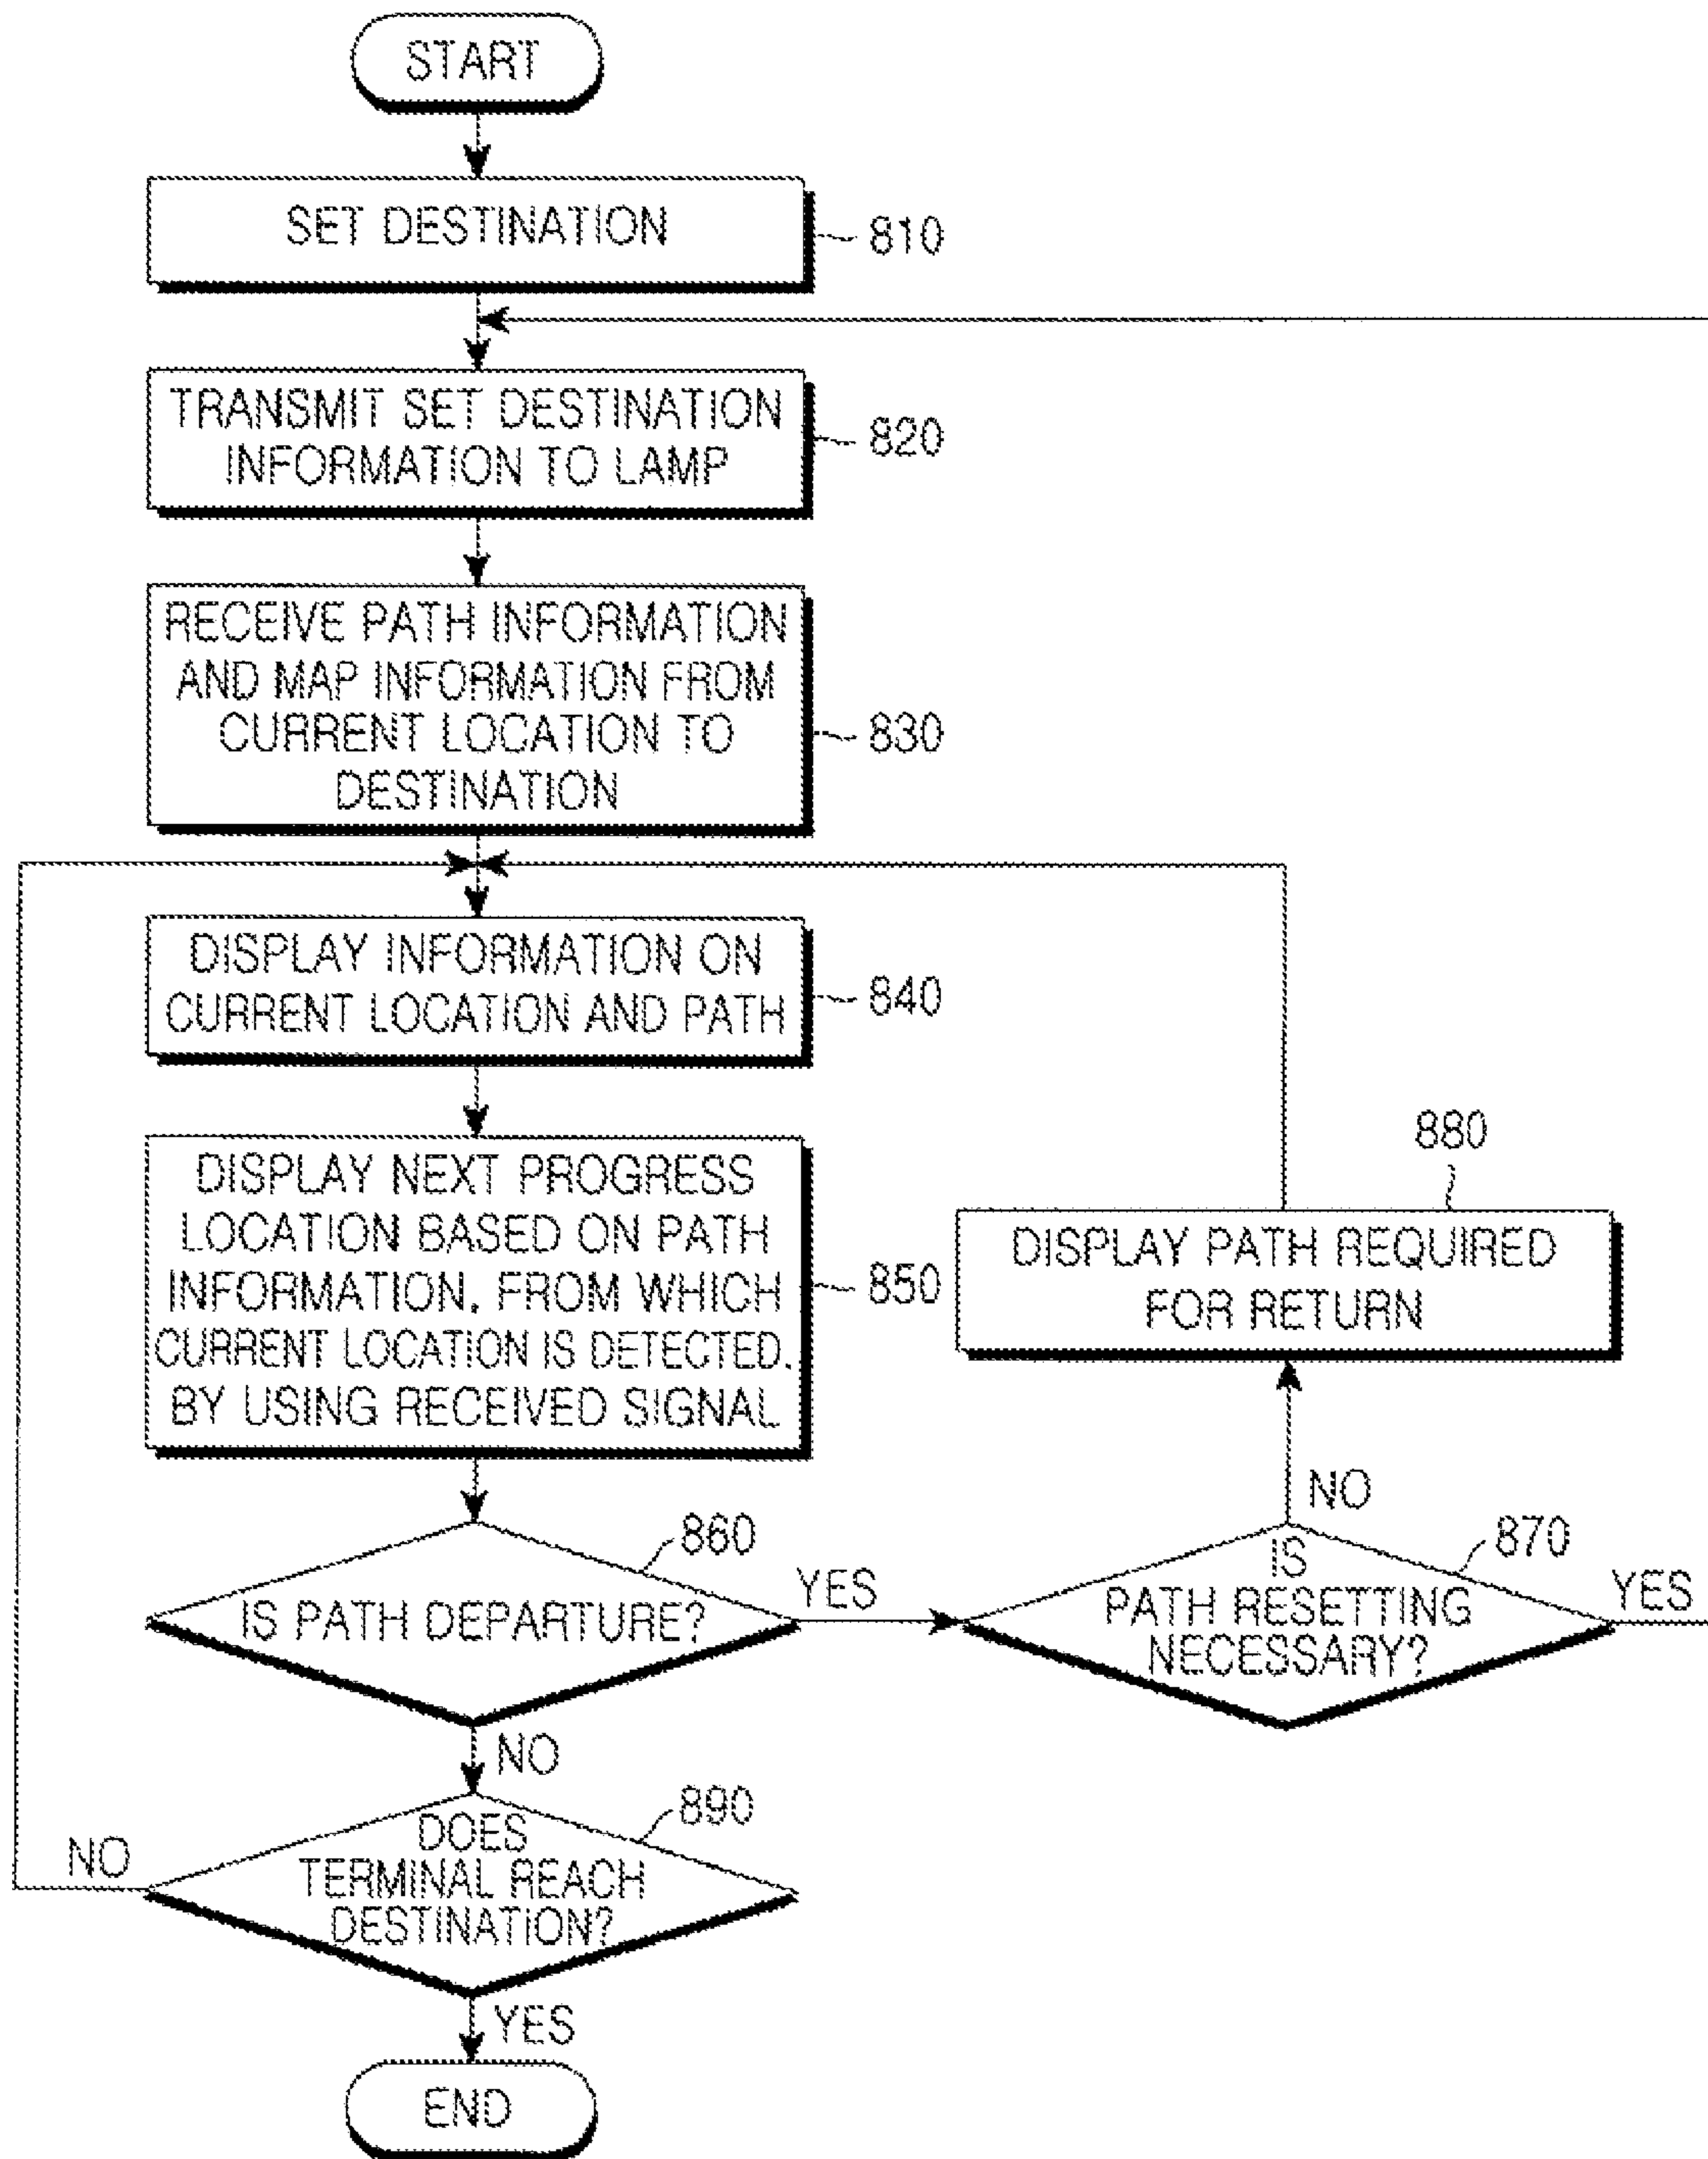 START
SET DESTINATION
810
TRANSMIT SET DESTINATION
INFORMATION TO LAMP
820
RECEIVE PATH INFORMATION
AND MAP INFORMATION FROM
CURRENT LOCATION TO
DESTINATION
830
DISPLAY INFORMATION ON
CURRENT LOCATION AND PATH
840
DISPLAY NEXT PROGRESS
LOCATION BASED ON PATH
INFORMATION, FROM WHICH
CURRENT LOCATION IS DETECTED,
BY USING RECEIVED SIGNAL
850
880
DISPLAY PATH REQUIRED
FOR RETURN
NO
860
IS PATH DEPARTURE?
YES
870
IS
PATH RESETTING
NECESSARY?
YES
NO
890
DOES
TERMINAL REACH
DESTINATION?
NO
YES
END